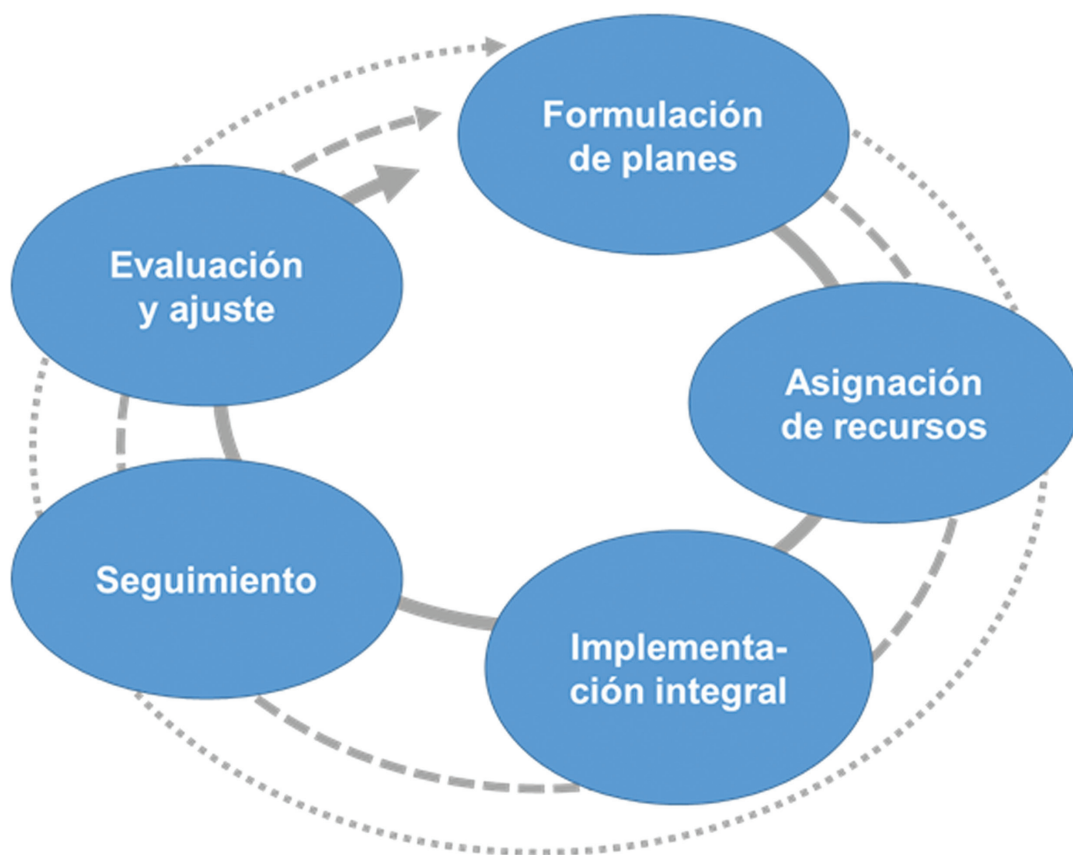 Formulación
de planes
Evaluación
y ajuste
Asignación
de recursos
Seguimiento
Implementa-
ción integral